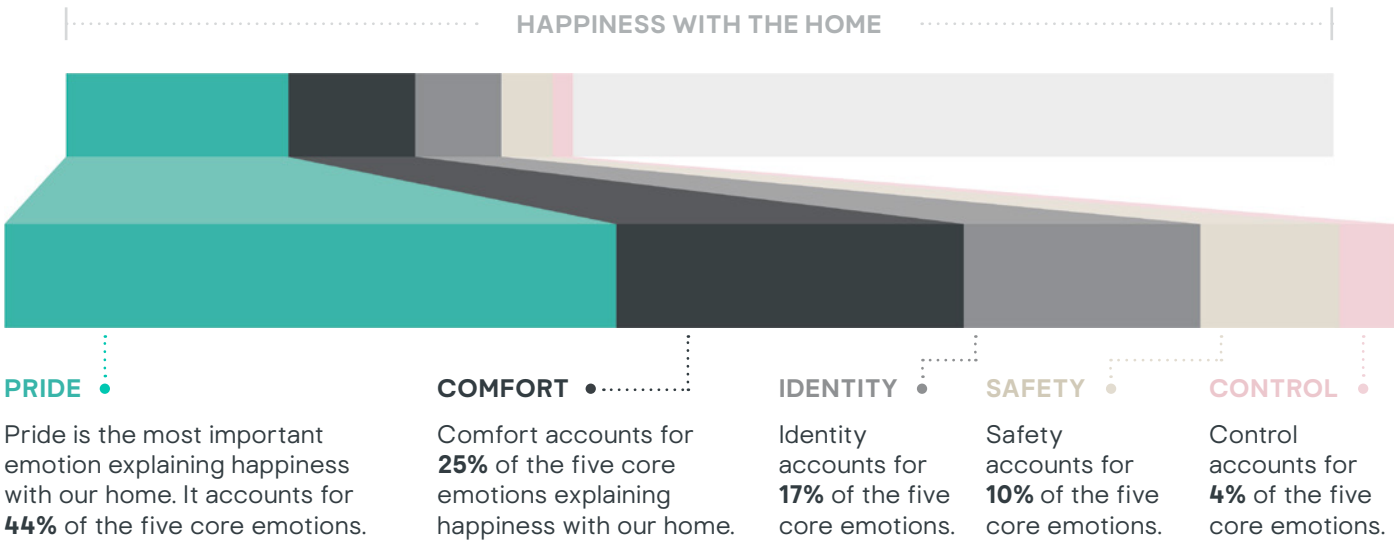 HAPPINESS WITH THE HOME
PRIDE
Pride is the most important
emotion explaining happiness
with our home. It accounts for
44% of the five core emotions.
COMFORT
Comfort accounts for
25% of the five core
emotions explaining
happiness with our home.
IDENTITY
Identity
accounts for
17% of the five
core emotions.
SAFETY
Safety
accounts for
10% of the five
core emotions.
CONTROL
Control
accounts for
4% of the five
core emotions.